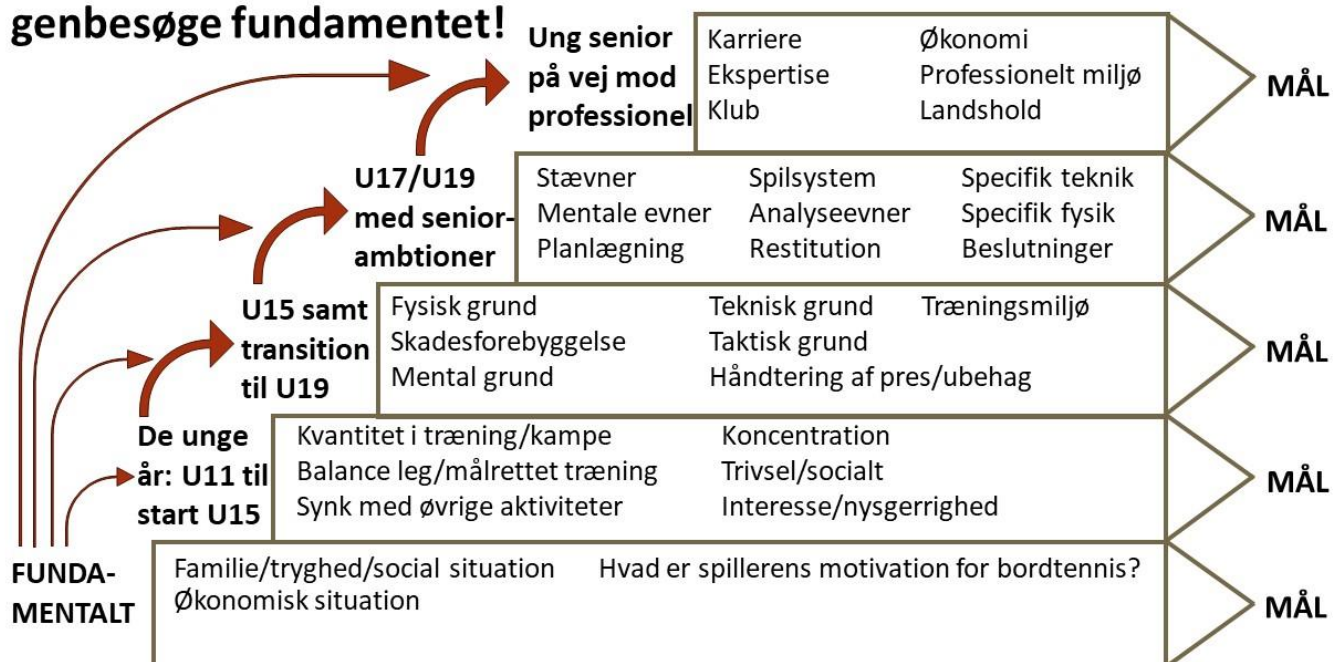 genbesøge fundamentet!
Ung senior
på vej mod
professionel
Karriere Økonomi
Ekspertise Professionelt miljø
Klub Landshold
MÅL
U17/U19
med senior-
ambtioner
Stævner Spilsystem Specifik teknik
Mentale evner Analyseevner Specifik fysik
Planlægning Restitution Beslutninger
MÅL
U15 samt
transition
til U19
Fysisk grund Teknisk grund Træningsmiljø
Skadesforebyggelse Taktisk grund
Mental grund Håndtering af pres/ubehag
MÅL
De unge
år: U11 til
start U15
Kvantitet i træning/kampe Koncentration
Balance leg/målrettet træning Trivsel/socialt
Synk med øvrige aktiviteter Interesse/nysgerrighed
MÅL
FUNDA-
MENTALT
Familie/tryghed/social situation Hvad er spillerens motivation for bordtennis?
Økonomisk situation
MÅL